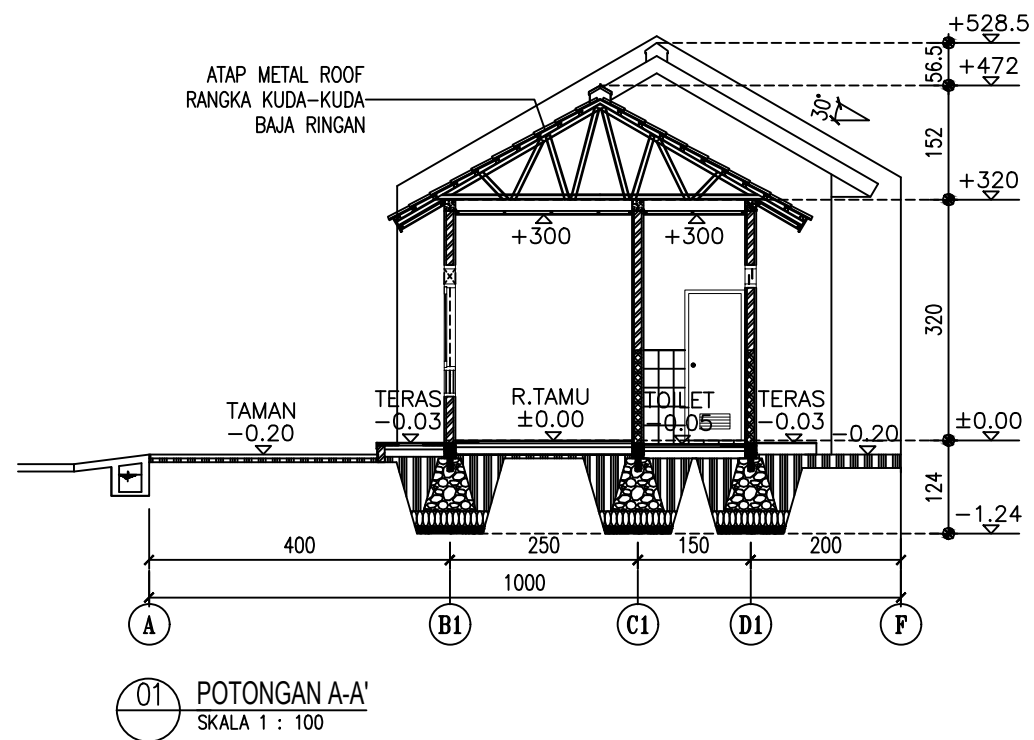 +528.5
56.5
+472
ATAP METAL ROOF
RANGKA KUDA-KUDA
BAJA RINGAN
30°
152
+320
+300
+300
320
TAMAN
-0.20
TERAS
-0.03
R.TAMU
±0.00
TOILET
-0.05
TERAS
-0.03
-0.20
±0.00
124
-1.24
400
250
150
200
1000
A
B1
C1
D1
F
01
POTONGAN A-A'
SKALA 1 : 100